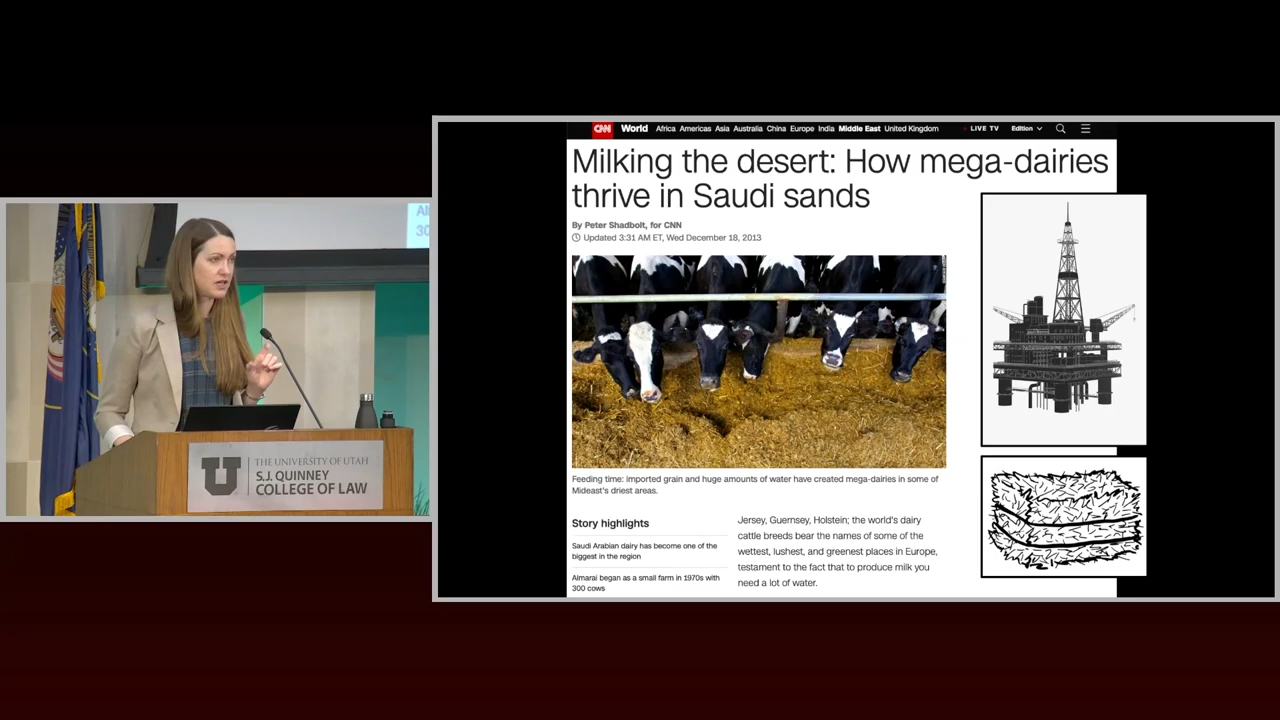 CNN World Africa Americas Asia Australia China Europe India Middle East United Kingdom LIVE TV Edition
Milking the desert: How mega-dairies
thrive in Saudi sands
By Peter Shadbolt, for CNN
Updated 3:31 AM ET, Wed December 18, 2013
Feeding time: imported grain and huge amounts of water have created mega-dairies in some of
Mideast's driest areas.
Story highlights
Saudi Arabian dairy has become one of the
biggest in the region
Almarai began as a small farm in 1970s with
300 cows
Jersey, Guernsey, Holstein; the world's dairy
cattle breeds bear the names of some of the
wettest, lushest, and greenest places in Europe,
testament to the fact that to produce milk you
need a lot of water.
Al
30
U
THE UNIVERSITY OF UTAH
S.J. QUINNEY
COLLEGE OF LAW